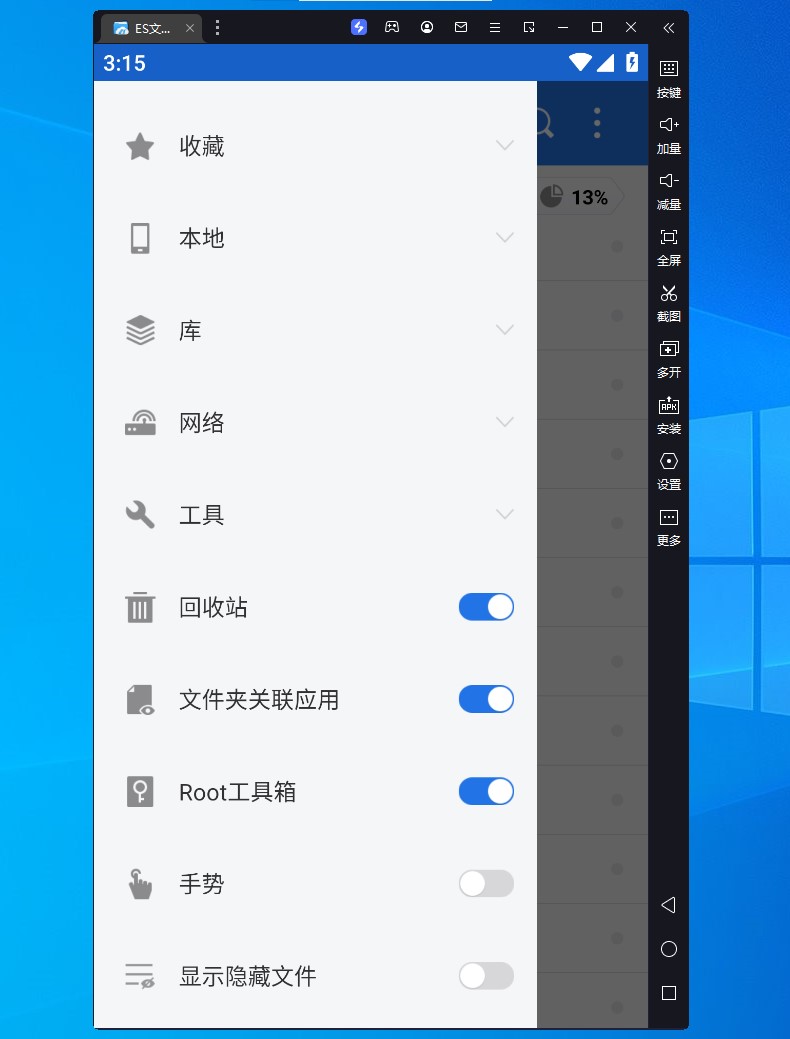 ES文...
3:15
收藏
本地
库
网络
工具
回收站
文件夹关联应用
Root工具箱
手势
显示隐藏文件
13%
按键
加量
减量
全屏
截图
多开
APK
安装
设置
更多